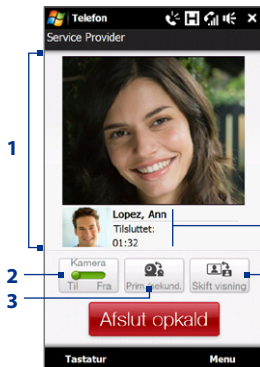 Telefon
Service Provider
1
Lopez, Ann
Tilsluttet:
01:32
2
Kamera
Til Fra
Prim./sekund.
Skift visning
3
Afslut opkald
Tastatur Menu